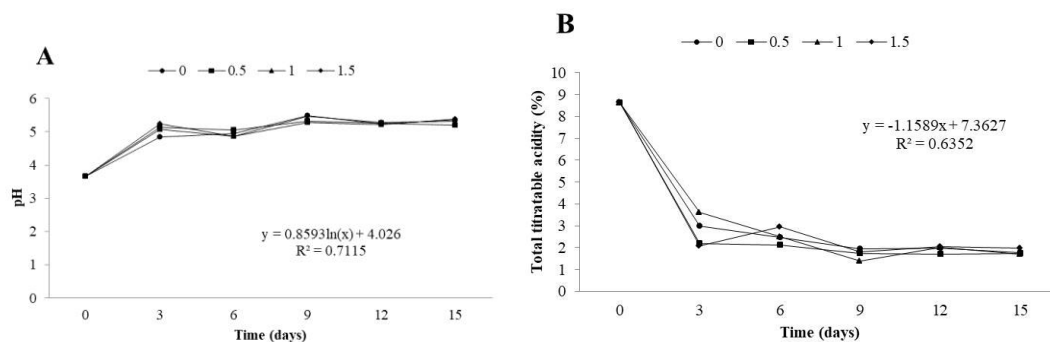 A
0 0.5 1 1.5
6
5
4
3
2
1
0
pH
y = 0.8593ln(x) + 4.026
R² = 0.7115
0 3 6 9 12 15
Time (days)
B
0 0.5 1 1.5
10
9
8
7
6
5
4
3
2
1
0
Total titratable acidity (%)
y = -1.1589x + 7.3627
R² = 0.6352
0 3 6 9 12 15
Time (days)